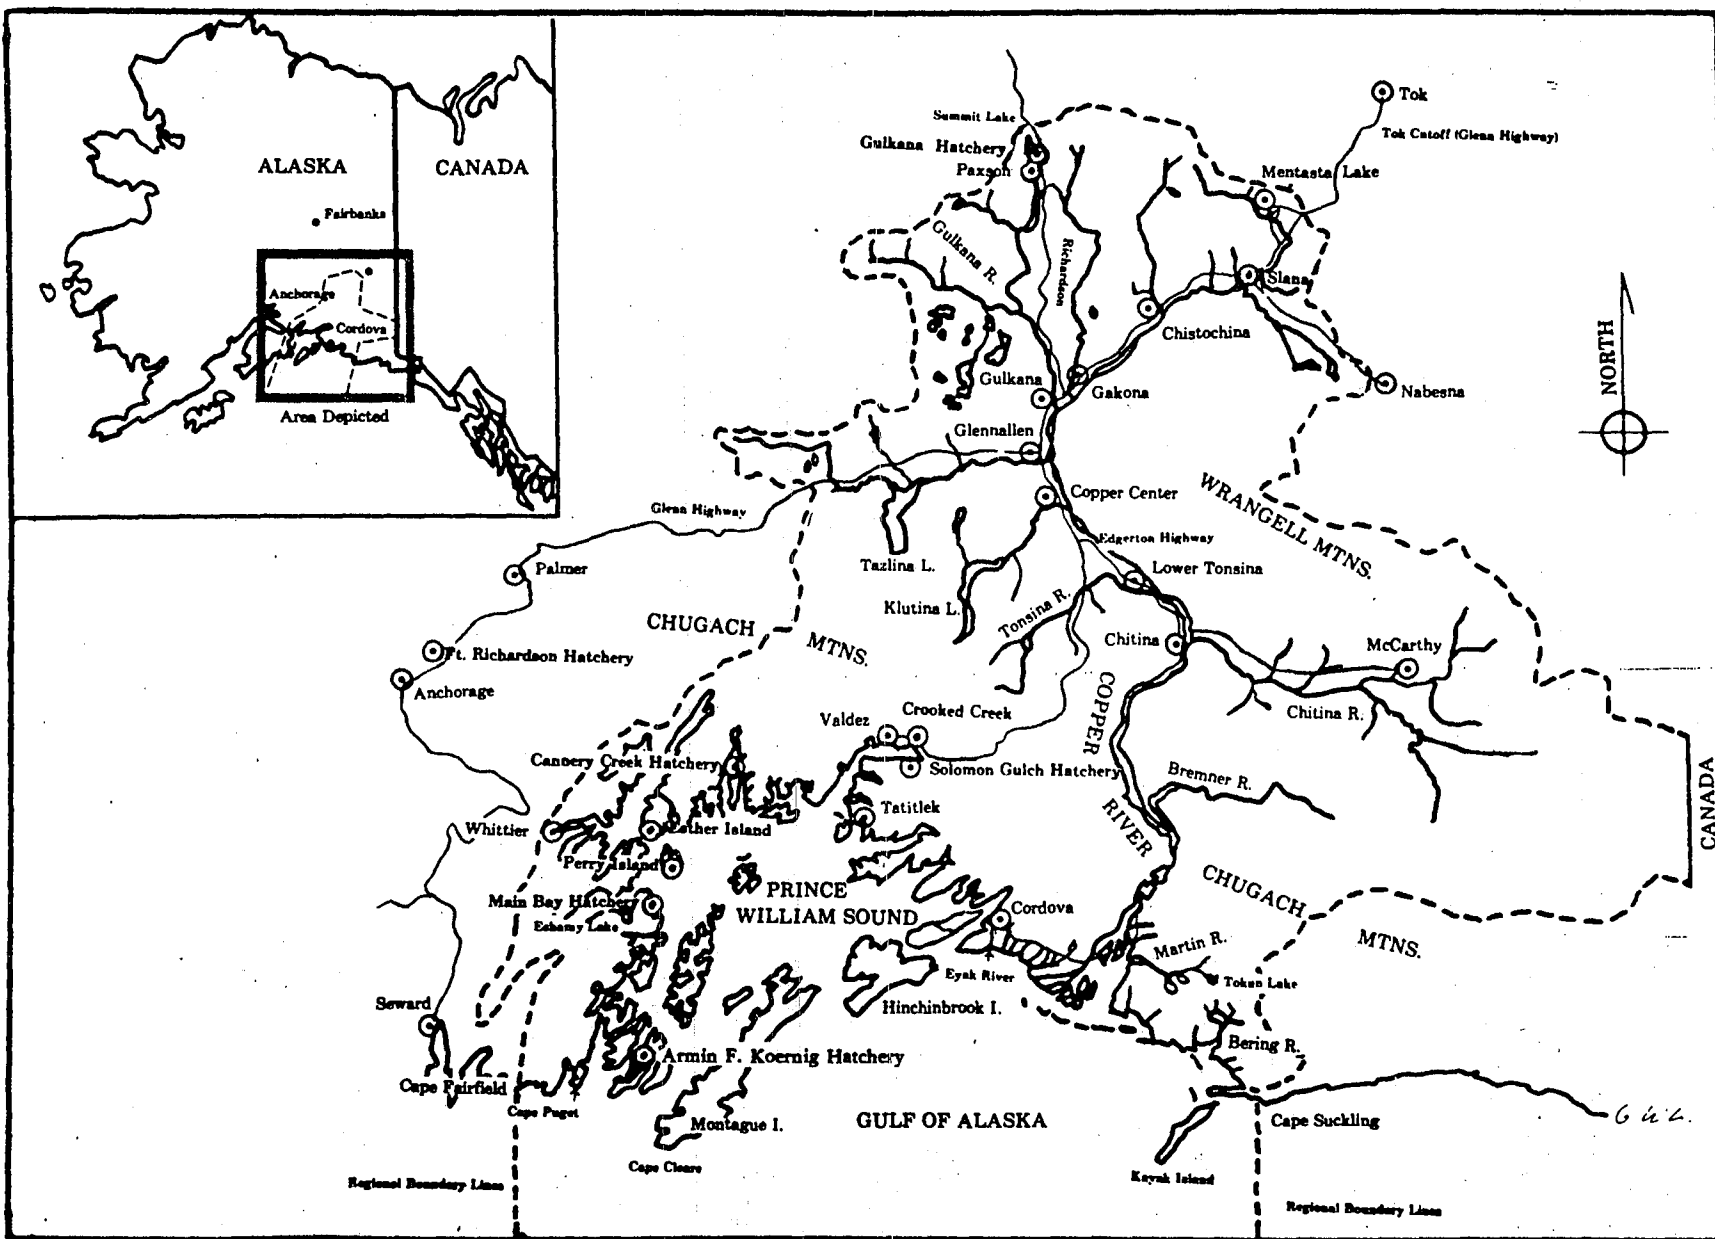 ALASKA
CANADA
Fairbanks
Anchorage
Cordova
Area Depicted
Tok
Tok Cutoff (Glenn Highway)
Summit Lake
Gulkana Hatchery
Paxson
Mentasta Lake
Gulkana R.
Richardson
Slana
Chistochina
Gulkana
Gakona
Nabesna
NORTH
Glennallen
Copper Center
WRANGELL MTNS.
Glenn Highway
Edgerton Highway
Palmer
Tazlina L.
Lower Tonsina
Klutina L.
Tonsina R.
CHUGACH
MTNS.
Chitina
McCarthy
Ft. Richardson Hatchery
Anchorage
Chitina R.
COPPER
RIVER
Valdez
Crooked Creek
Cannery Creek Hatchery
Solomon Gulch Hatchery
Bremner R.
CANADA
Tatitlek
Whittier
Esther Island
Perry Island
PRINCE
WILLIAM SOUND
CHUGACH
MTNS.
Main Bay Hatchery
Eshamy Lake
Cordova
Martin R.
Eyak River
Tokun Lake
Hinchinbrook I.
Seward
Bering R.
Armin F. Koernig Hatchery
Cape Fairfield
Cape Puget
Montague I.
GULF OF ALASKA
Cape Suckling
Cape Cleare
Kayak Island
Regional Boundary Lines
Regional Boundary Lines